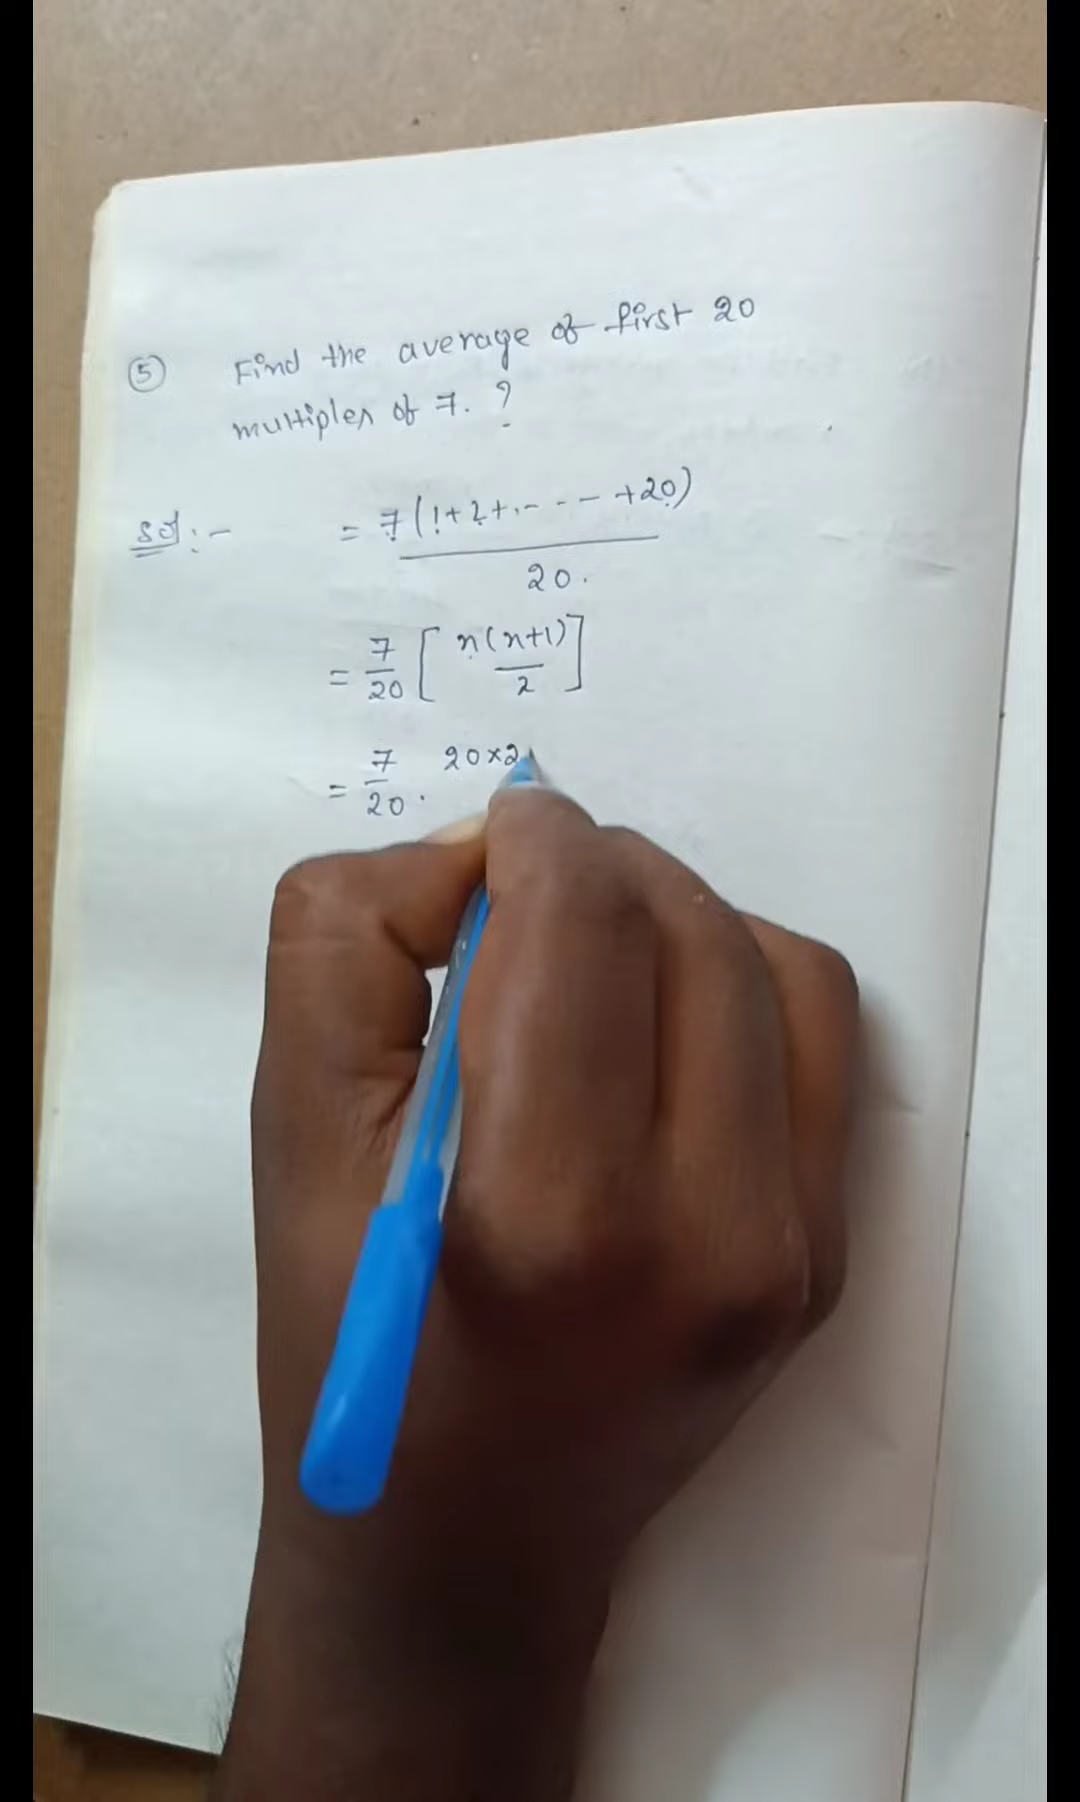 ⑤ Find the average of first 20
multiples of 7. ?
Sol :- = 7(1+2+.- - - - +20)
20.
= 7/20 [ n(n+1)/2 ]
= 7/20 . 20×2